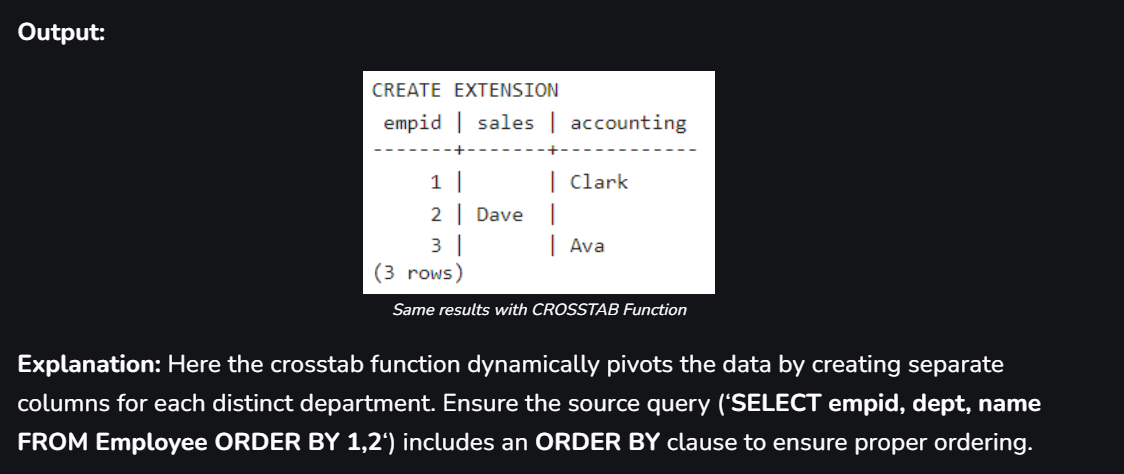 Output:
CREATE EXTENSION
empid | sales | accounting
-------+-------+------------
1 | | Clark
2 | Dave |
3 | | Ava
(3 rows)
Same results with CROSSTAB Function
Explanation: Here the crosstab function dynamically pivots the data by creating separate
columns for each distinct department. Ensure the source query (‘SELECT empid, dept, name
FROM Employee ORDER BY 1,2‘) includes an ORDER BY clause to ensure proper ordering.